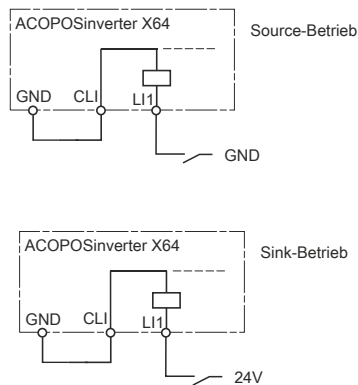 ACOPOSinverter X64
Source-Betrieb
GND CLI LI1
GND
ACOPOSinverter X64
Sink-Betrieb
GND CLI LI1
24V